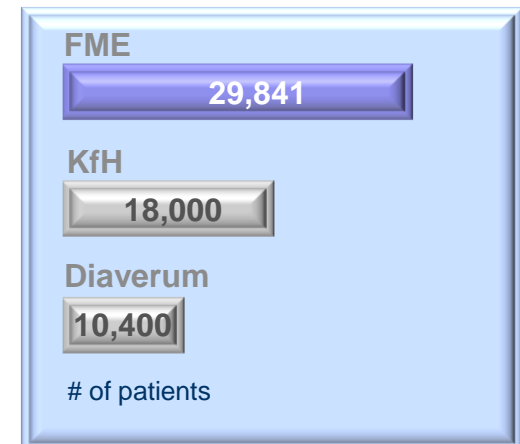 FME
29,841
KfH
18,000
Diaverum
10,400
# of patients